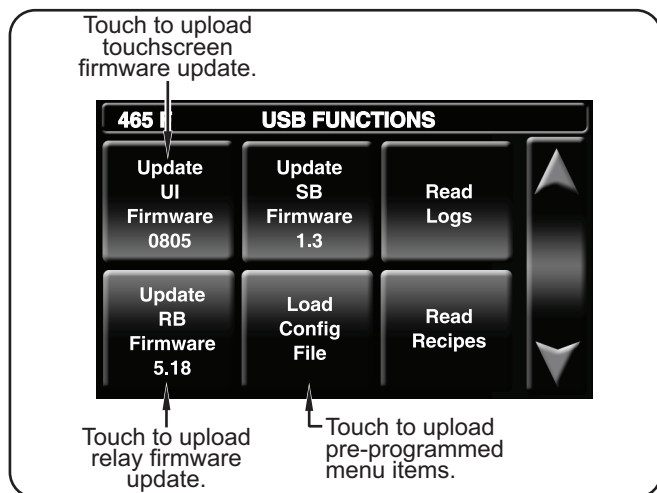 Touch to upload
touchscreen
firmware update.
465 F USB FUNCTIONS
Update
UI
Firmware
0805
Update
SB
Firmware
1.3
Read
Logs
Update
RB
Firmware
5.18
Load
Config
File
Read
Recipes
Touch to upload
relay firmware
update.
Touch to upload
pre-programmed
menu items.